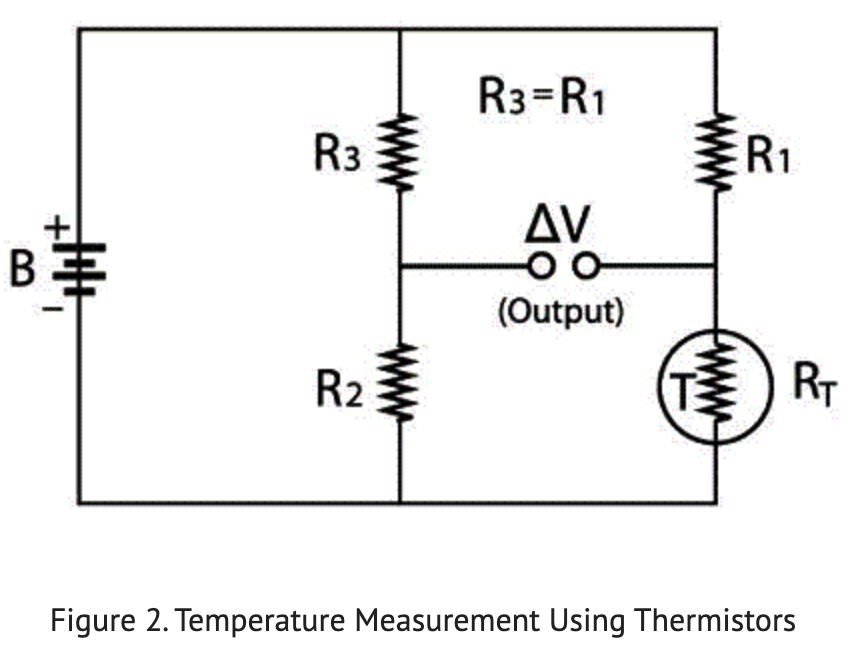 R3=R1
R3
R1
ΔV
+
B
−
(Output)
R2
T
RT
Figure 2. Temperature Measurement Using Thermistors